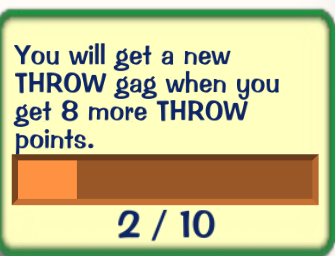 You will get a new
THROW gag when you
get 8 more THROW
points.
2 / 10